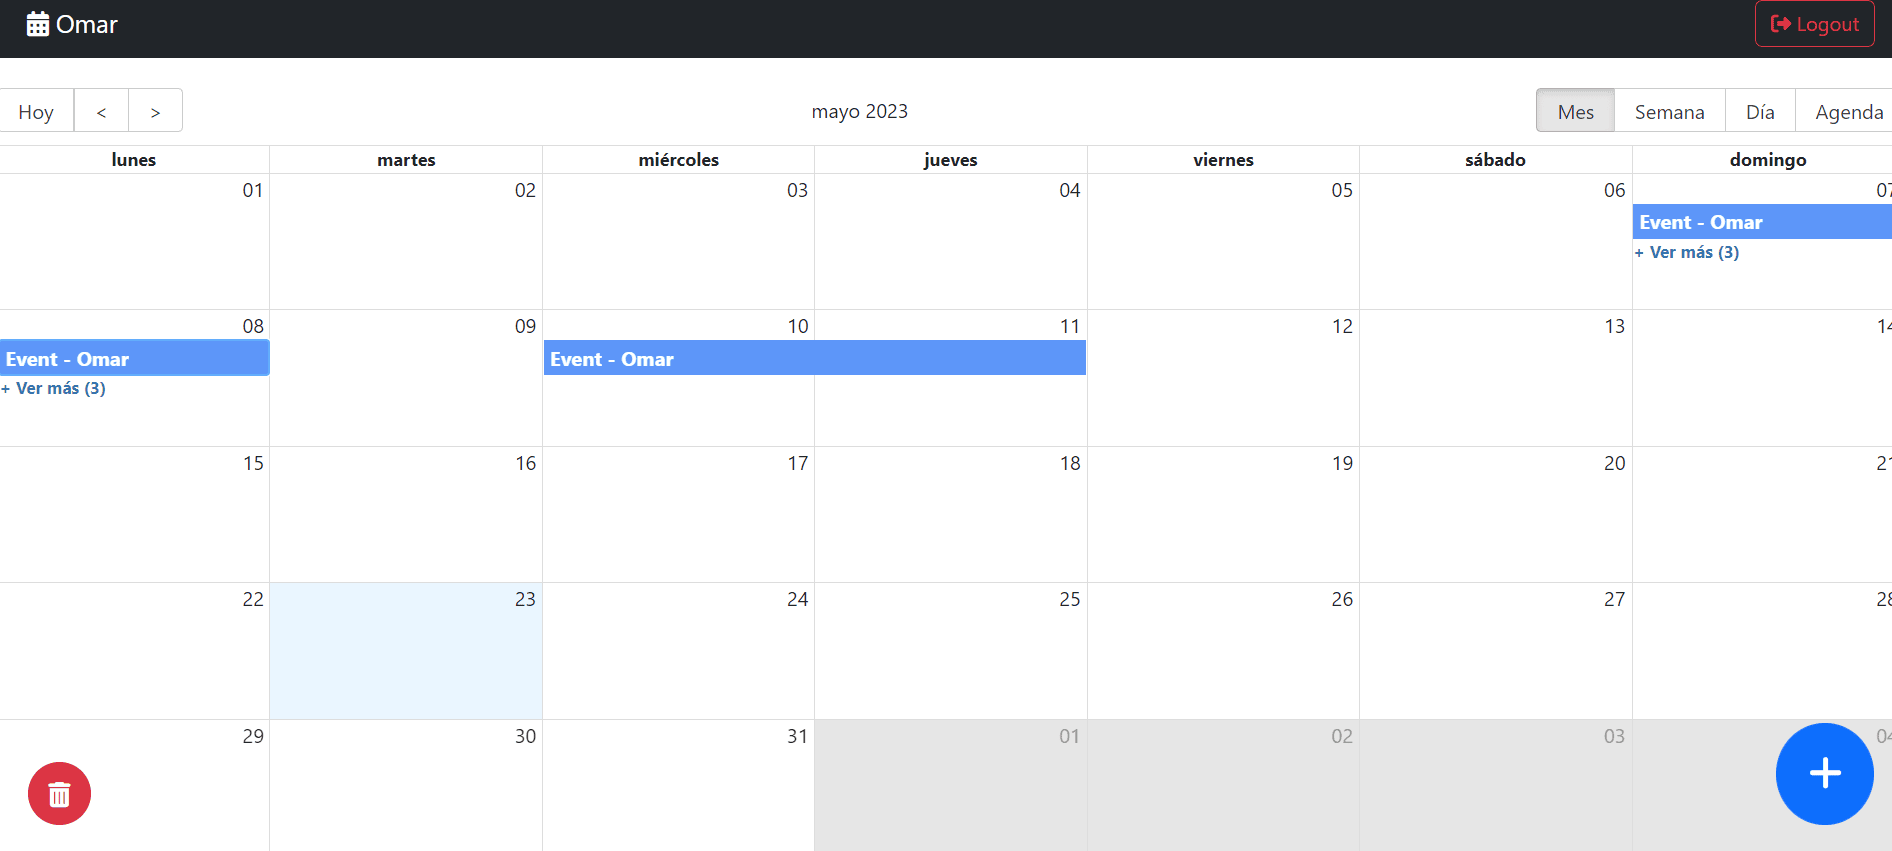 Omar
Logout
Hoy < > mayo 2023 Mes Semana Día Agenda
lunes martes miércoles jueves viernes sábado domingo
01 02 03 04 05 06 07
Event - Omar
+ Ver más (3)
08 09 10 11 12 13 14
Event - Omar Event - Omar
+ Ver más (3)
15 16 17 18 19 20 21
22 23 24 25 26 27 28
29 30 31 01 02 03 04
+